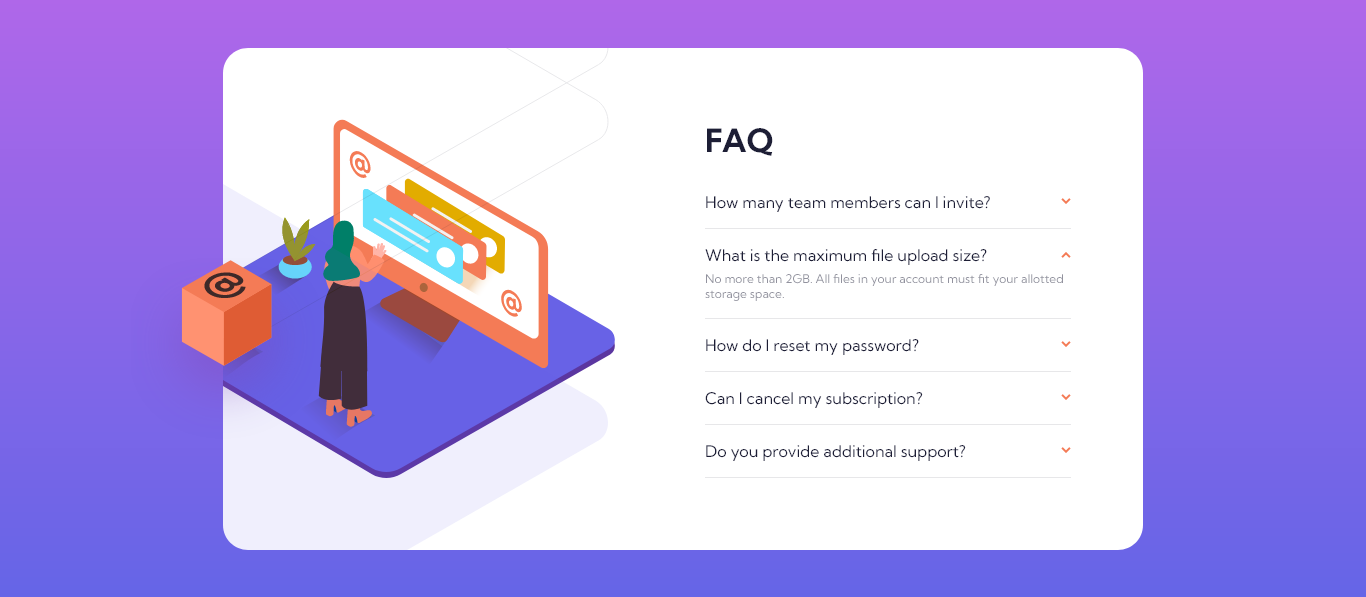 @
@
@
FAQ
How many team members can I invite?
What is the maximum file upload size?
No more than 2GB. All files in your account must fit your allotted
storage space.
How do I reset my password?
Can I cancel my subscription?
Do you provide additional support?